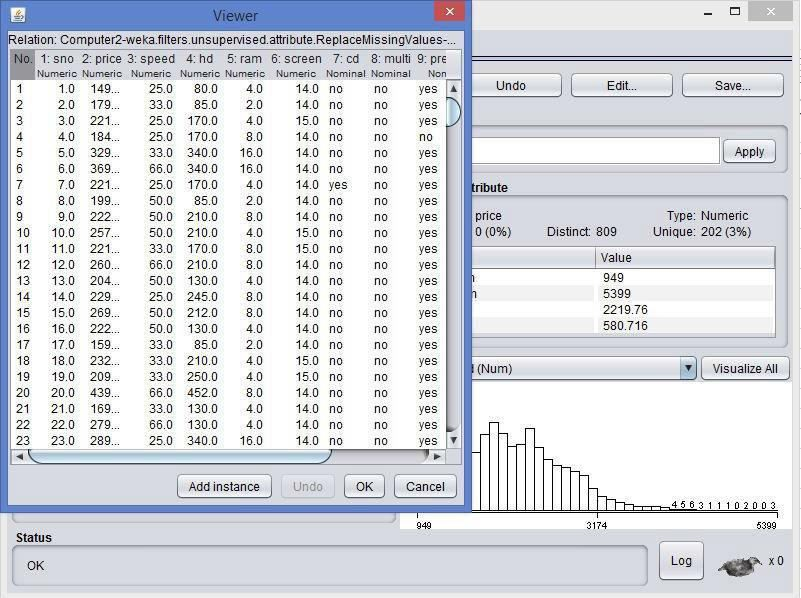 Viewer
Relation: Computer2-weka.filters.unsupervised.attribute.ReplaceMissingValues-...
No. 1: sno 2: price 3: speed 4: hd 5: ram 6: screen 7: cd 8: multi 9: pre
Numeric Numeric Numeric Numeric Numeric Numeric Nominal Nominal Non
1 1.0 149... 25.0 80.0 4.0 14.0 no no yes
2 2.0 179... 33.0 85.0 2.0 14.0 no no yes
3 3.0 221... 25.0 170.0 4.0 15.0 no no yes
4 4.0 184... 25.0 170.0 8.0 14.0 no no no
5 5.0 329... 33.0 340.0 16.0 14.0 no no yes
6 6.0 369... 66.0 340.0 16.0 14.0 no no yes
7 7.0 221... 25.0 170.0 4.0 14.0 yes no yes
8 8.0 199... 50.0 85.0 2.0 14.0 no no yes
9 9.0 222... 50.0 210.0 8.0 14.0 no no yes
10 10.0 257... 50.0 210.0 4.0 15.0 no no yes
11 11.0 221... 33.0 170.0 8.0 15.0 no no yes
12 12.0 260... 66.0 210.0 8.0 14.0 no no yes
13 13.0 204... 50.0 130.0 4.0 14.0 no no yes
14 14.0 229... 25.0 245.0 8.0 14.0 no no yes
15 15.0 269... 50.0 212.0 8.0 14.0 no no yes
16 16.0 222... 50.0 130.0 4.0 14.0 no no yes
17 17.0 159... 33.0 85.0 2.0 14.0 no no yes
18 18.0 232... 33.0 210.0 4.0 15.0 no no yes
19 19.0 209... 33.0 250.0 4.0 15.0 no no yes
20 20.0 439... 66.0 452.0 8.0 14.0 no no yes
21 21.0 169... 33.0 130.0 4.0 14.0 no no yes
22 22.0 279... 66.0 130.0 4.0 14.0 no no yes
23 23.0 289... 25.0 340.0 16.0 14.0 no no yes
Add instance Undo OK Cancel
Undo Edit... Save...
Apply
tribute
price Type: Numeric
0 (0%) Distinct: 809 Unique: 202 (3%)
Value
949
5399
2219.76
580.716
(Num) Visualize All
4 5 6 3 1 1 1 0 2 0 0 3
949 3174 5399
Status
OK Log x 0